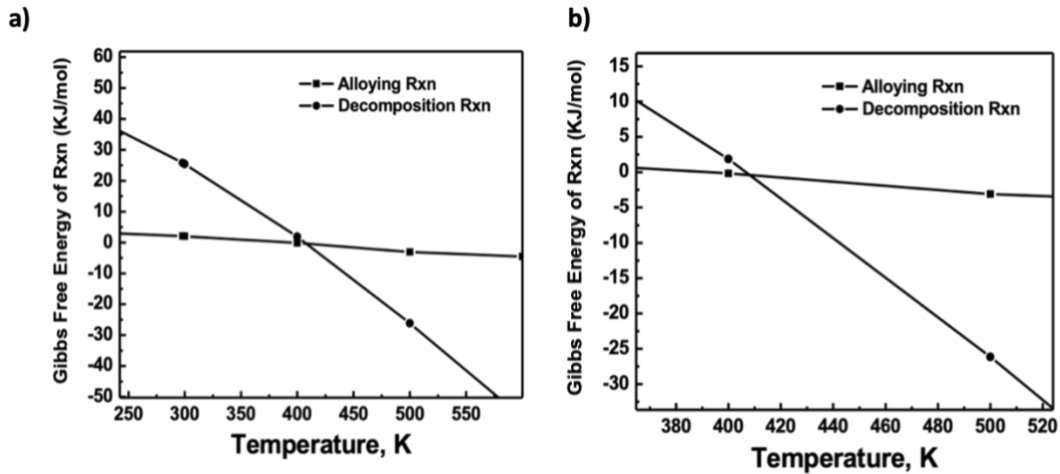 a)
60
50
40
30
20
10
0
-10
-20
-30
-40
-50
Gibbs Free Energy of Rxn (KJ/mol)
Alloying Rxn
Decomposition Rxn
250 300 350 400 450 500 550
Temperature, K
b)
15
10
5
0
-5
-10
-15
-20
-25
-30
Gibbs Free Energy of Rxn (KJ/mol)
Alloying Rxn
Decomposition Rxn
380 400 420 440 460 480 500 520
Temperature, K